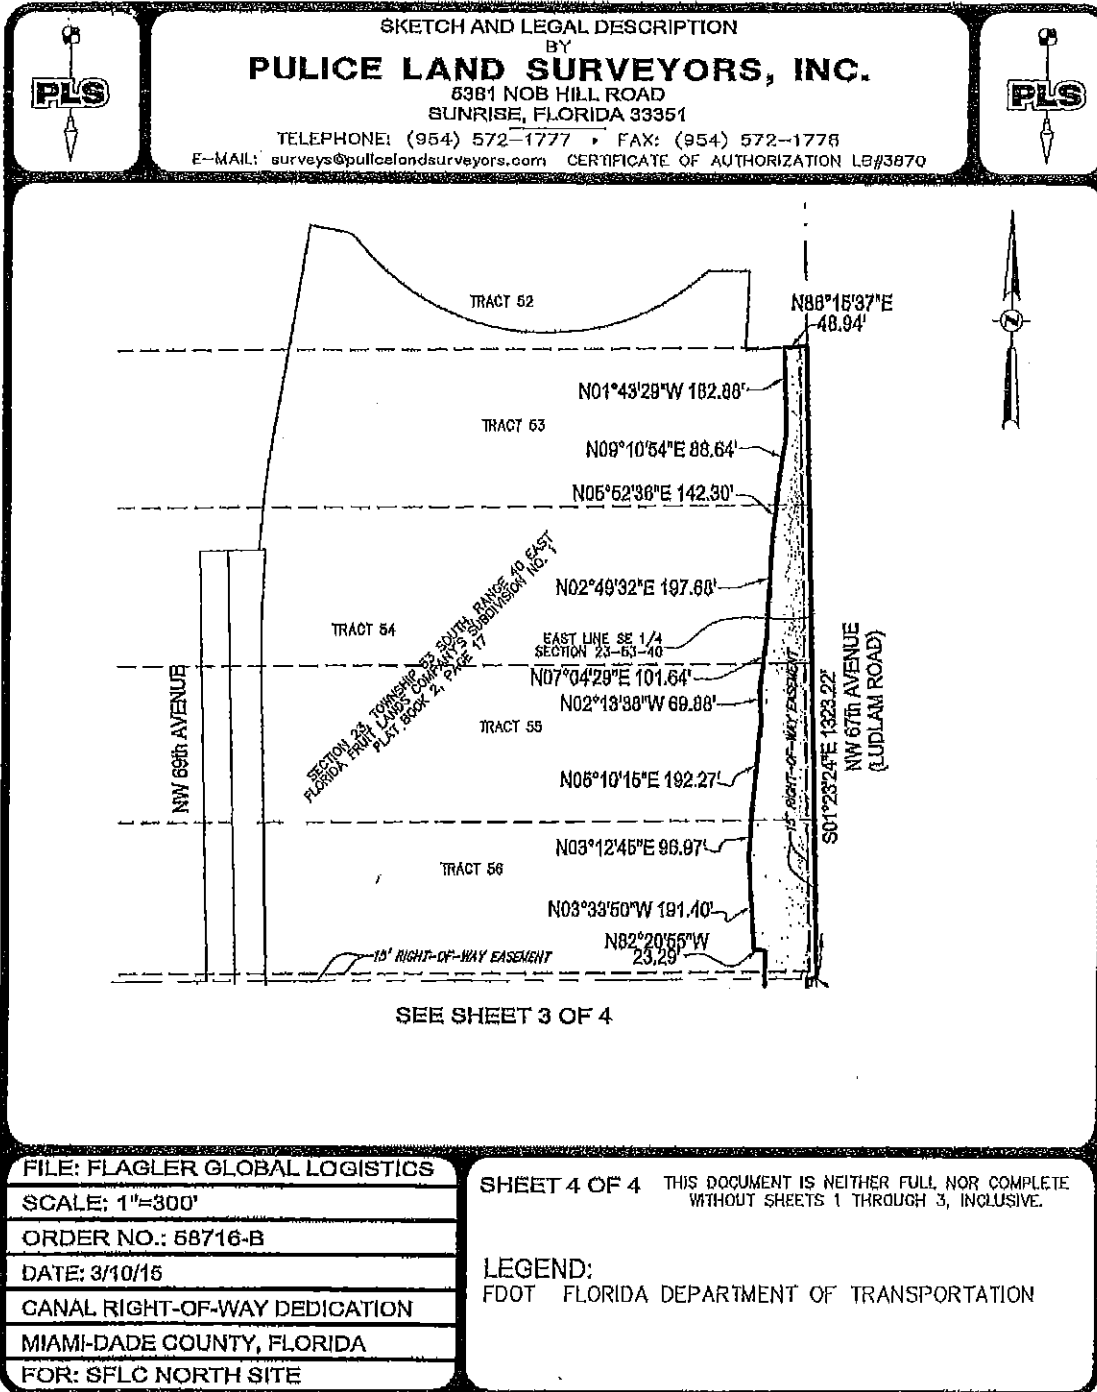 SKETCH AND LEGAL DESCRIPTION
BY
PULICE LAND SURVEYORS, INC.
5381 NOB HILL ROAD
SUNRISE, FLORIDA 33351
TELEPHONE: (954) 572-1777 • FAX: (954) 572-1778
E-MAIL: surveys@pulicelandsurveyors.com CERTIFICATE OF AUTHORIZATION LB#3870
PLS
PLS
TRACT 52
N88°15'37"E
48.94'
Z
N01°43'29"W 162.88'
TRACT 53
N09°10'54"E 88.64'
N05°52'36"E 142.30'
SECTION 23, TOWNSHIP 53 SOUTH, RANGE 40 EAST
FLORIDA FRUIT LANDS COMPANY'S SUBDIVISION NO. 1
PLAT BOOK 2, PAGE 17
N02°49'32"E 197.68'
TRACT 54
EAST LINE SE 1/4
SECTION 23-53-40
N07°04'29"E 101.64'
N02°13'38"W 69.88'
TRACT 55
NW 69th AVENUE
15' RIGHT-OF-WAY EASEMENT
S01°23'24"E 1323.22'
NW 67th AVENUE
(LUDLAM ROAD)
N05°10'15"E 192.27'
N03°12'45"E 96.97'
TRACT 56
N03°33'50"W 191.40'
N82°20'55"W
23.29'
15' RIGHT-OF-WAY EASEMENT
SEE SHEET 3 OF 4
FILE: FLAGLER GLOBAL LOGISTICS
SCALE: 1"=300'
ORDER NO.: 58716-B
DATE: 3/10/15
CANAL RIGHT-OF-WAY DEDICATION
MIAMI-DADE COUNTY, FLORIDA
FOR: SFLC NORTH SITE
SHEET 4 OF 4 THIS DOCUMENT IS NEITHER FULL NOR COMPLETE
WITHOUT SHEETS 1 THROUGH 3, INCLUSIVE.
LEGEND:
FDOT FLORIDA DEPARTMENT OF TRANSPORTATION